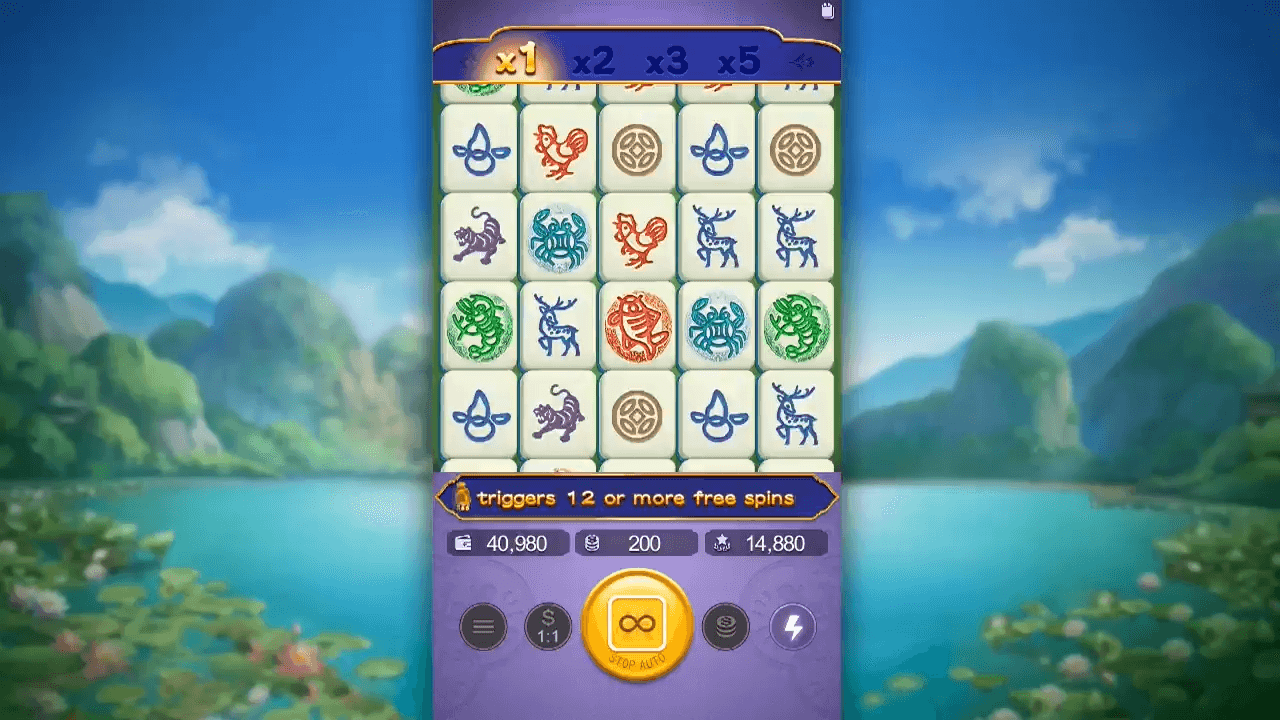 x1 x2 x3 x5
triggers 12 or more free spins
40,980 200 14,880
$
1:1
STOP AUTO